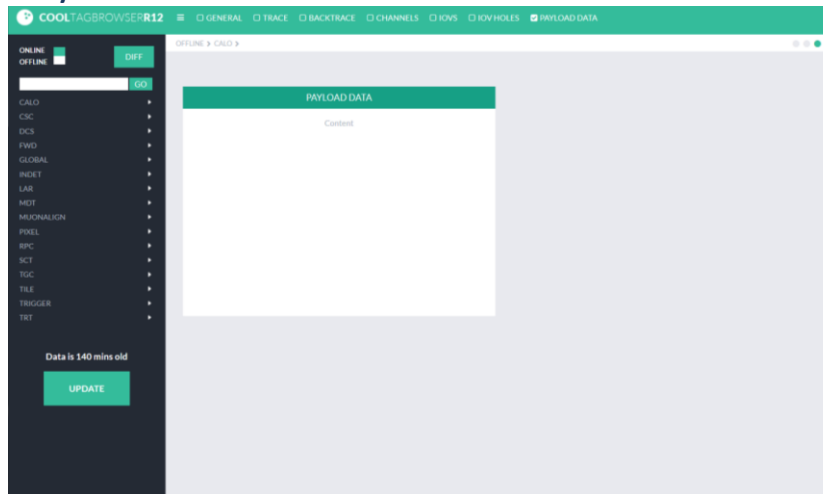 COOLTAGBROWSERR12 ≡ GENERAL TRACE BACKTRACE CHANNELS IOVS IOV HOLES PAYLOAD DATA
OFFLINE > CALO >
ONLINE
OFFLINE
DIFF
GO
CALO
CSC
DCS
FWD
GLOBAL
INDET
LAR
MDT
MUONALIGN
PIXEL
RPC
SCT
TGC
TILE
TRIGGER
TRT
Data is 140 mins old
UPDATE
PAYLOAD DATA
Content